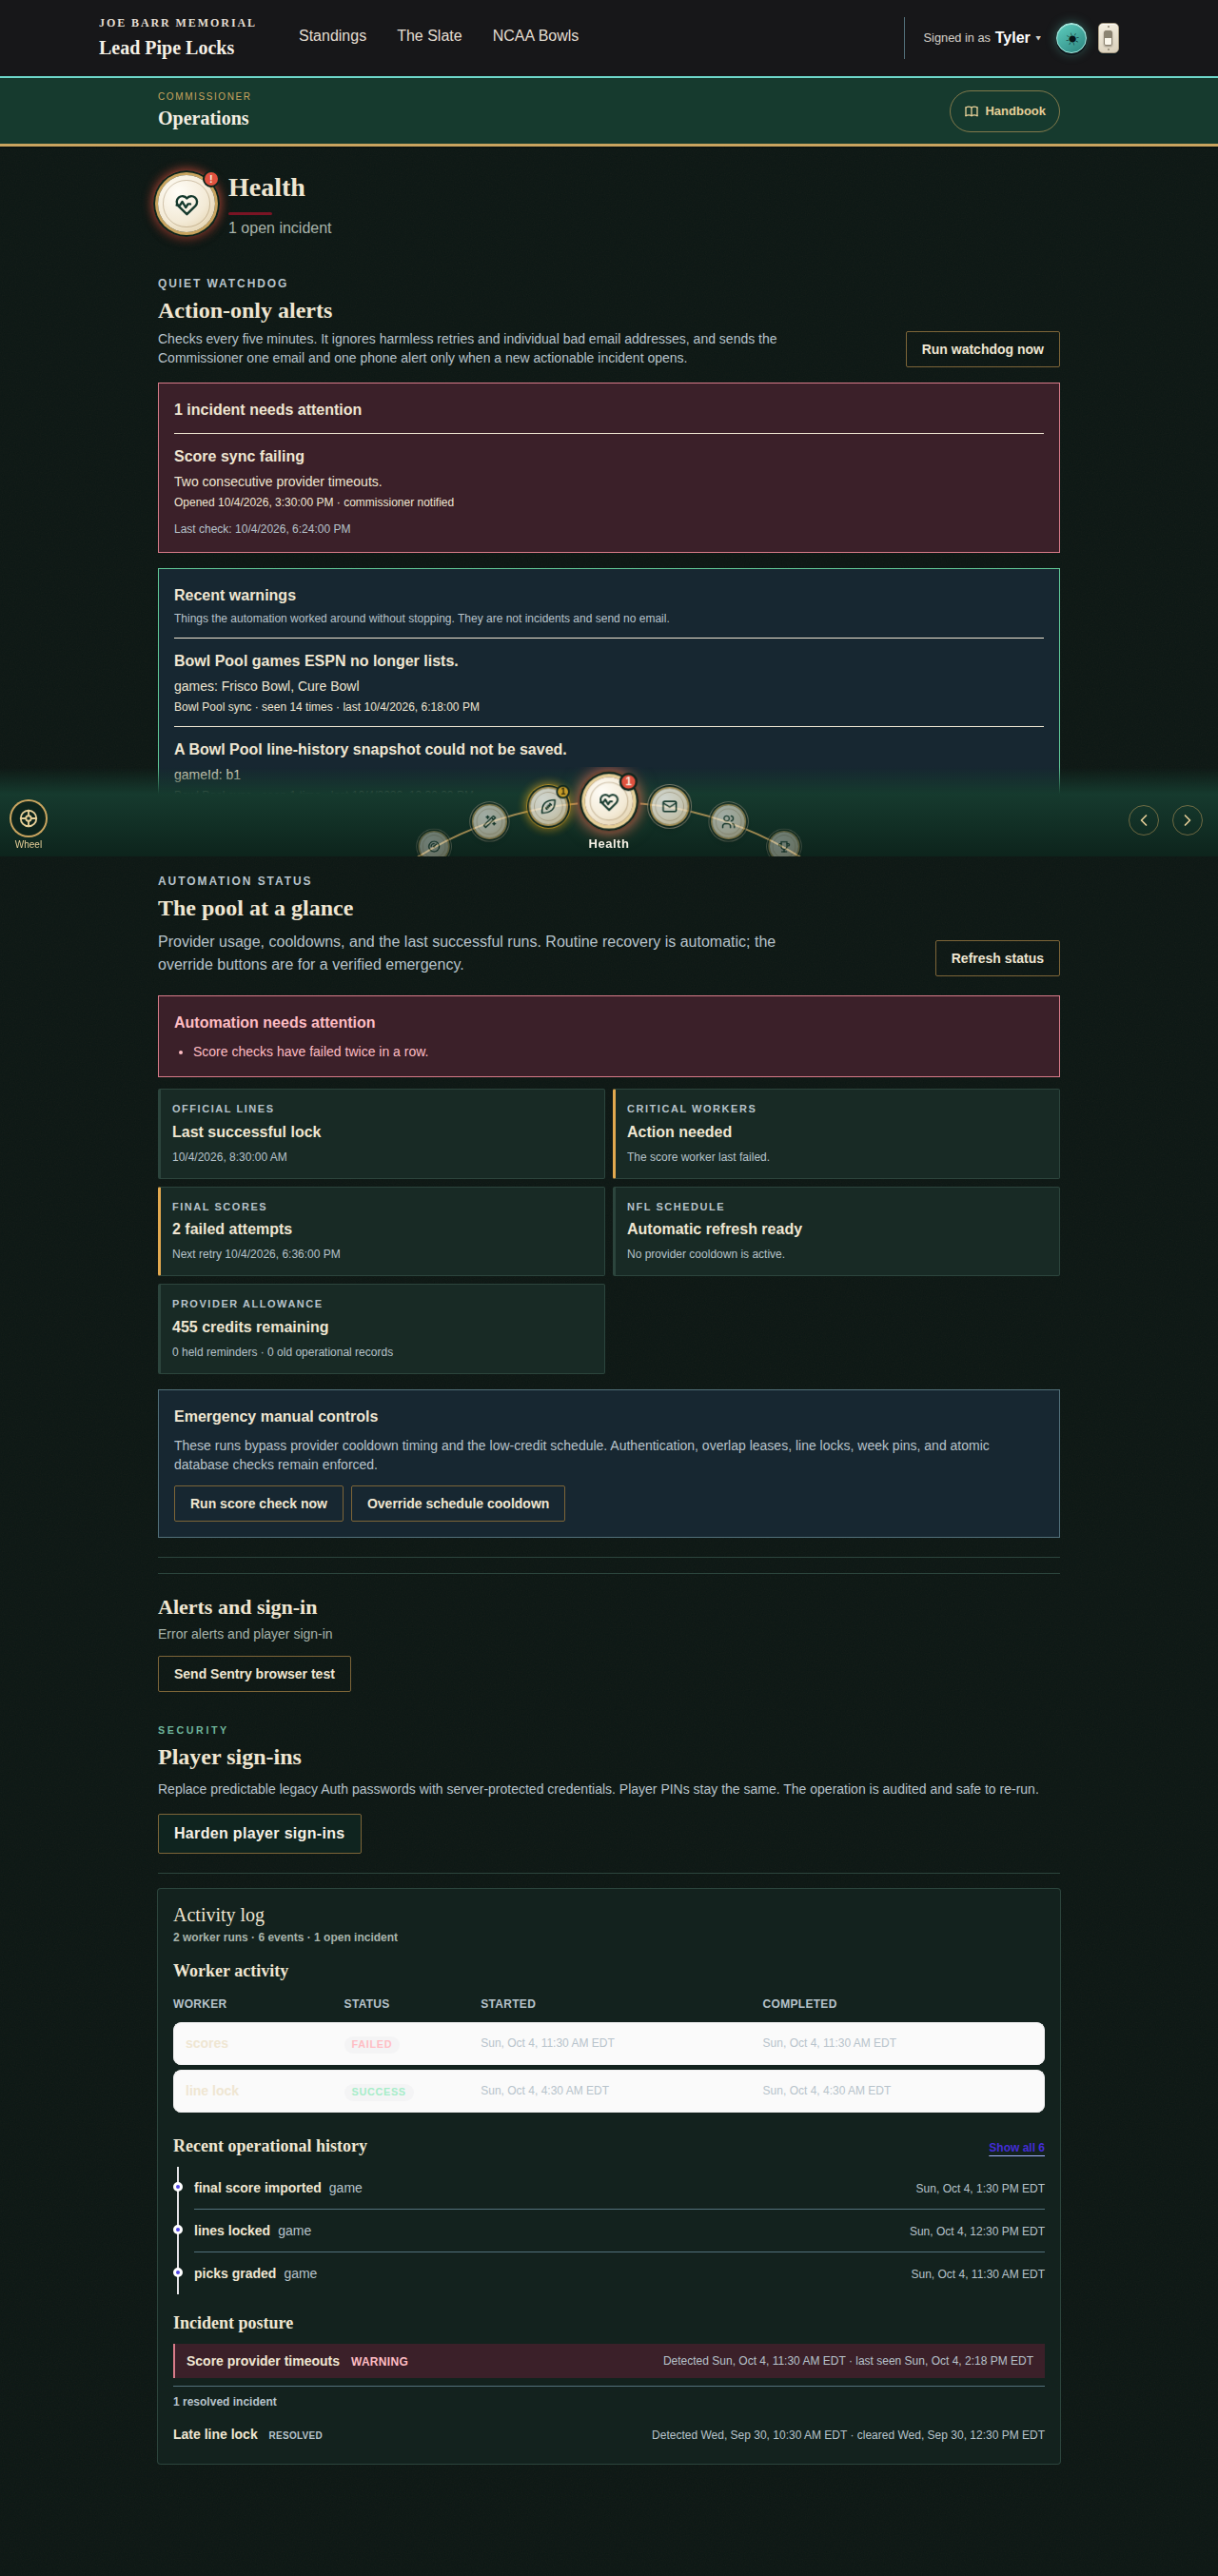 JOE BARR MEMORIAL
Lead Pipe Locks
Standings
The Slate
NCAA Bowls
Signed in as Tyler
COMMISSIONER
Operations
Handbook
!
Health
1 open incident
QUIET WATCHDOG
Action-only alerts
Checks every five minutes. It ignores harmless retries and individual bad email addresses, and sends the
Commissioner one email and one phone alert only when a new actionable incident opens.
Run watchdog now
1 incident needs attention
Score sync failing
Two consecutive provider timeouts.
Opened 10/4/2026, 3:30:00 PM · commissioner notified
Last check: 10/4/2026, 6:24:00 PM
Recent warnings
Things the automation worked around without stopping. They are not incidents and send no email.
Bowl Pool games ESPN no longer lists.
games: Frisco Bowl, Cure Bowl
Bowl Pool sync · seen 14 times · last 10/4/2026, 6:18:00 PM
A Bowl Pool line-history snapshot could not be saved.
gameId: b1
1
1
Wheel
Health
AUTOMATION STATUS
The pool at a glance
Provider usage, cooldowns, and the last successful runs. Routine recovery is automatic; the
override buttons are for a verified emergency.
Refresh status
Automation needs attention
• Score checks have failed twice in a row.
OFFICIAL LINES
Last successful lock
10/4/2026, 8:30:00 AM
CRITICAL WORKERS
Action needed
The score worker last failed.
FINAL SCORES
2 failed attempts
Next retry 10/4/2026, 6:36:00 PM
NFL SCHEDULE
Automatic refresh ready
No provider cooldown is active.
PROVIDER ALLOWANCE
455 credits remaining
0 held reminders · 0 old operational records
Emergency manual controls
These runs bypass provider cooldown timing and the low-credit schedule. Authentication, overlap leases, line locks, week pins, and atomic
database checks remain enforced.
Run score check now
Override schedule cooldown
Alerts and sign-in
Error alerts and player sign-in
Send Sentry browser test
SECURITY
Player sign-ins
Replace predictable legacy Auth passwords with server-protected credentials. Player PINs stay the same. The operation is audited and safe to re-run.
Harden player sign-ins
Activity log
2 worker runs · 6 events · 1 open incident
Worker activity
WORKER STATUS STARTED COMPLETED
scores FAILED Sun, Oct 4, 11:30 AM EDT Sun, Oct 4, 11:30 AM EDT
line lock SUCCESS Sun, Oct 4, 4:30 AM EDT Sun, Oct 4, 4:30 AM EDT
Recent operational history
Show all 6
final score imported game Sun, Oct 4, 1:30 PM EDT
lines locked game Sun, Oct 4, 12:30 PM EDT
picks graded game Sun, Oct 4, 11:30 AM EDT
Incident posture
Score provider timeouts WARNING Detected Sun, Oct 4, 11:30 AM EDT · last seen Sun, Oct 4, 2:18 PM EDT
1 resolved incident
Late line lock RESOLVED Detected Wed, Sep 30, 10:30 AM EDT · cleared Wed, Sep 30, 12:30 PM EDT